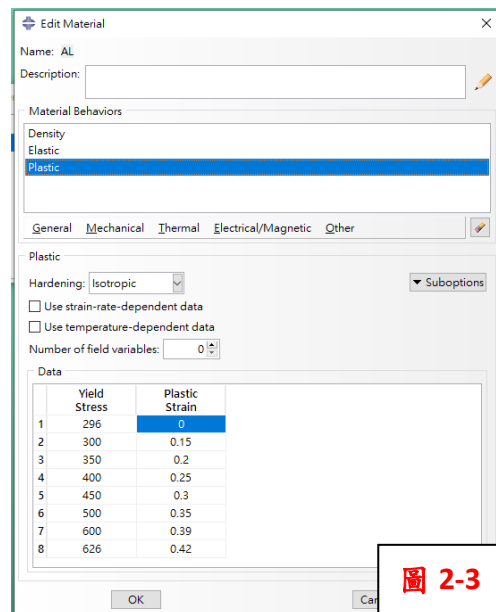 Edit Material
Name: AL
Description:
Material Behaviors
Density
Elastic
Plastic
General Mechanical Thermal Electrical/Magnetic Other
Plastic
Hardening: Isotropic
Suboptions
Use strain-rate-dependent data
Use temperature-dependent data
Number of field variables: 0
Data
Yield Stress Plastic Strain
1 296 0
2 300 0.15
3 350 0.2
4 400 0.25
5 450 0.3
6 500 0.35
7 600 0.39
8 626 0.42
OK
圖 2-3